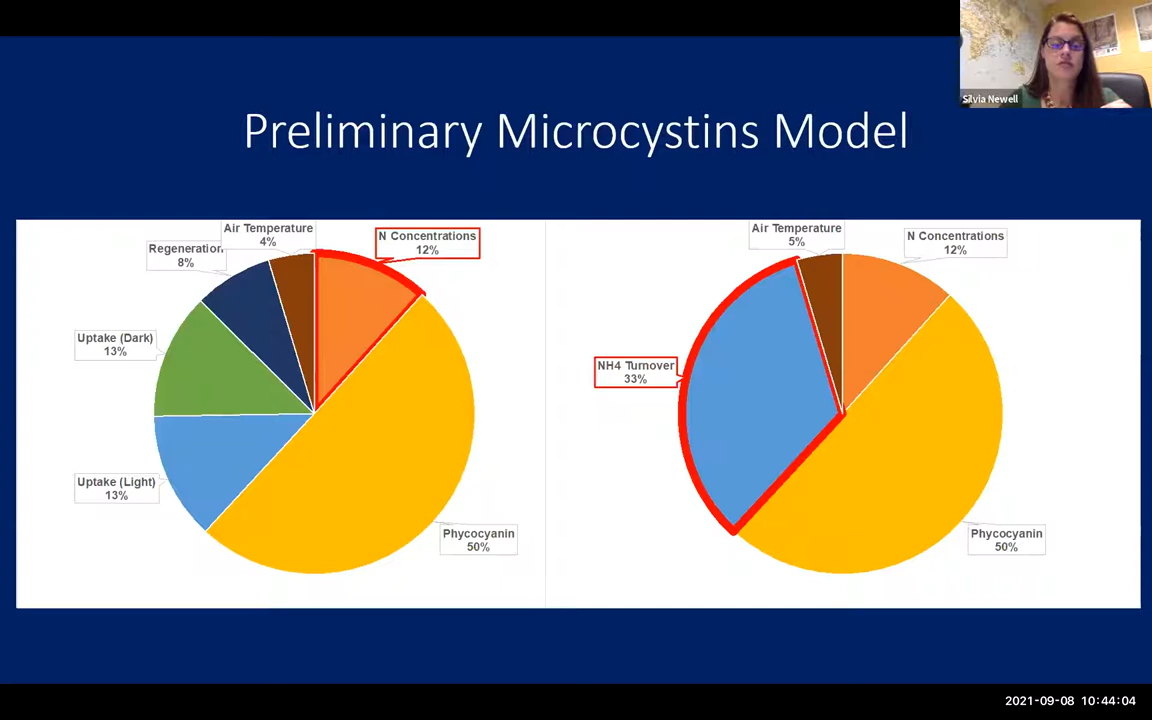 Silvia Newell
Preliminary Microcystins Model
Air Temperature
4%
N Concentrations
12%
Regeneration
8%
Uptake (Dark)
13%
Uptake (Light)
13%
Phycocyanin
50%
Air Temperature
5%
N Concentrations
12%
NH4 Turnover
33%
Phycocyanin
50%
2021-09-08 10:44:04